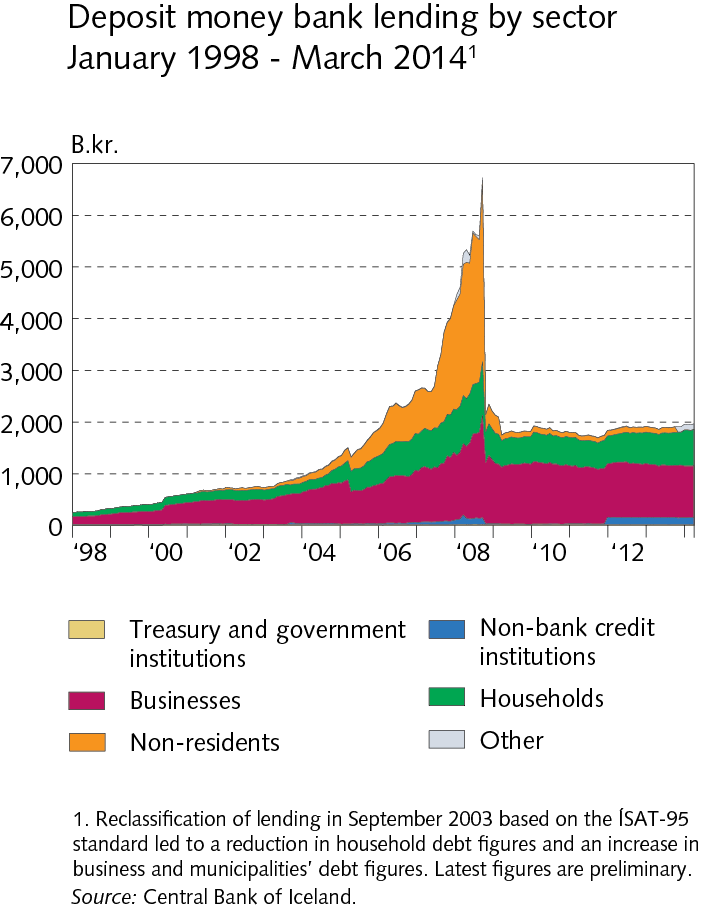 Deposit money bank lending by sector
January 1998 - March 2014¹
B.kr.
7,000
6,000
5,000
4,000
3,000
2,000
1,000
0
‘98 ‘00 ‘02 ‘04 ‘06 ‘08 ‘10 ‘12
Treasury and government
institutions
Businesses
Non-residents
Non-bank credit
institutions
Households
Other
1. Reclassification of lending in September 2003 based on the ÍSAT-95
standard led to a reduction in household debt figures and an increase in
business and municipalities’ debt figures. Latest figures are preliminary.
Source: Central Bank of Iceland.